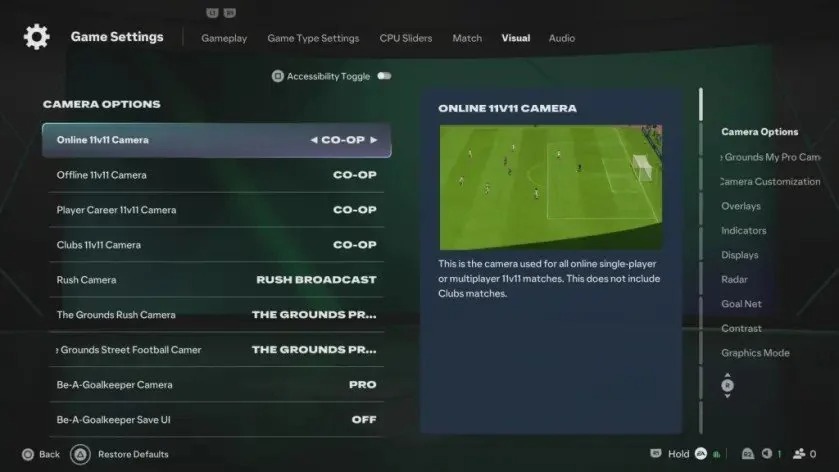 L1 R1
Game Settings
Gameplay
Game Type Settings
CPU Sliders
Match
Visual
Audio
Accessibility Toggle
CAMERA OPTIONS
Online 11v11 Camera CO-OP
Offline 11v11 Camera CO-OP
Player Career 11v11 Camera CO-OP
Clubs 11v11 Camera CO-OP
Rush Camera RUSH BROADCAST
The Grounds Rush Camera THE GROUNDS PR...
e Grounds Street Football Camer THE GROUNDS PR...
Be-A-Goalkeeper Camera PRO
Be-A-Goalkeeper Save UI OFF
ONLINE 11V11 CAMERA
This is the camera used for all online single-player
or multiplayer 11v11 matches. This does not include
Clubs matches.
Camera Options
e Grounds My Pro Cam
Camera Customization
Overlays
Indicators
Displays
Radar
Goal Net
Contrast
Graphics Mode
R
Back
Restore Defaults
Hold
EA
R2
1
0